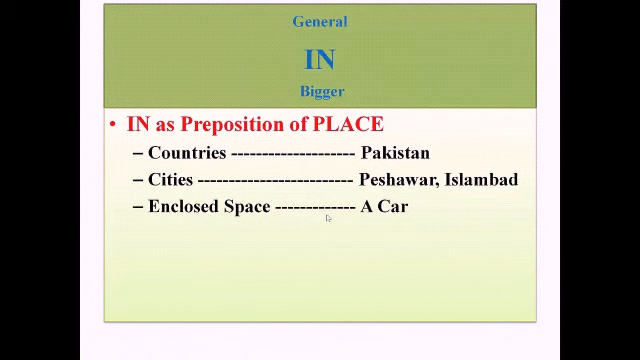 General
IN
Bigger
• IN as Preposition of PLACE
– Countries -------------------- Pakistan
– Cities ------------------------- Peshawar, Islambad
– Enclosed Space ------------- A Car